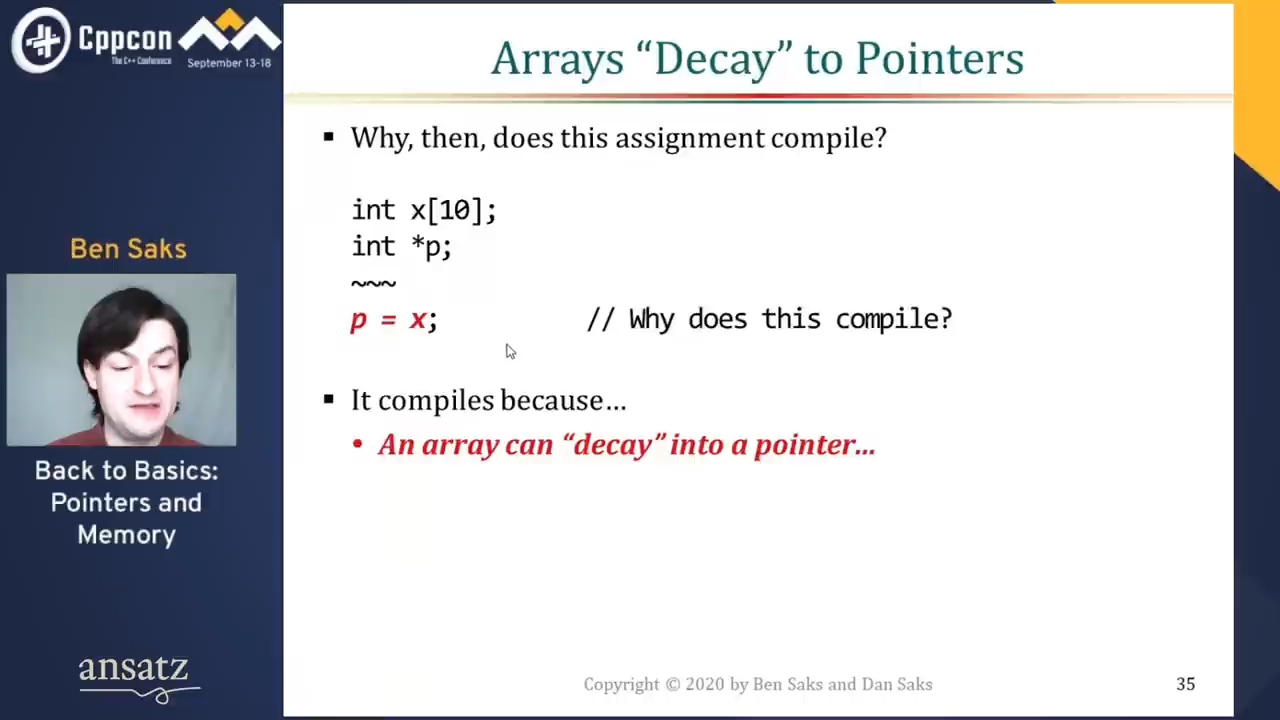 Cppcon
The C++ Conference
September 13-18
Ben Saks
Back to Basics:
Pointers and
Memory
ansatz
Arrays “Decay” to Pointers
▪ Why, then, does this assignment compile?
int x[10];
int *p;
~~~
p = x; // Why does this compile?
▪ It compiles because…
• An array can “decay” into a pointer…
Copyright © 2020 by Ben Saks and Dan Saks
35